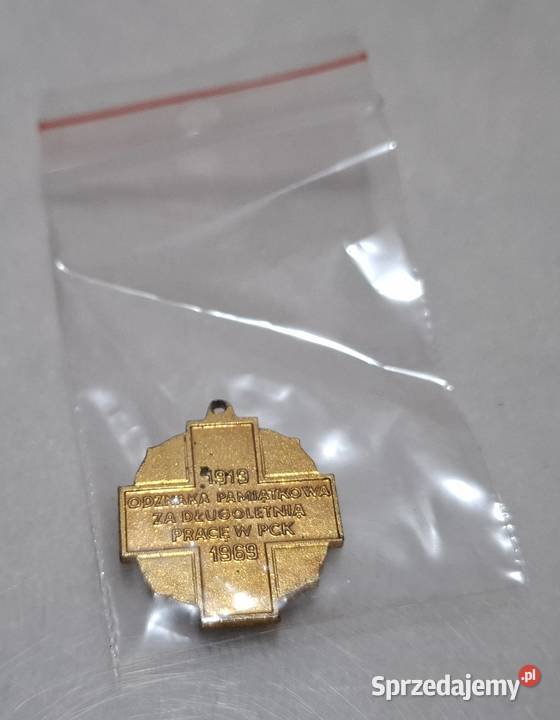 1919
ODZNAKA PAMIĄTKOWA
ZA DŁUGOLETNIĄ
PRACĘ W PCK
1969
Sprzedajemy.pl